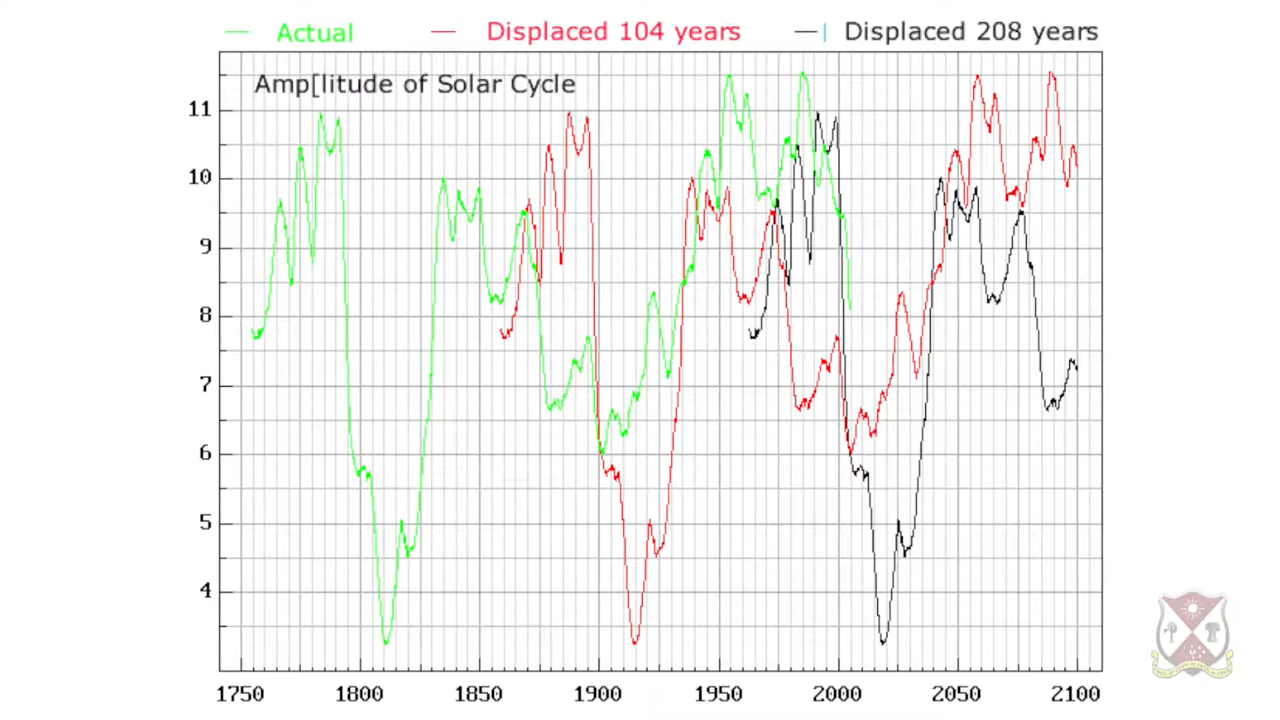 Actual Displaced 104 years Displaced 208 years
Amp[litude of Solar Cycle
11
10
9
8
7
6
5
4
1750 1800 1850 1900 1950 2000 2050 2100